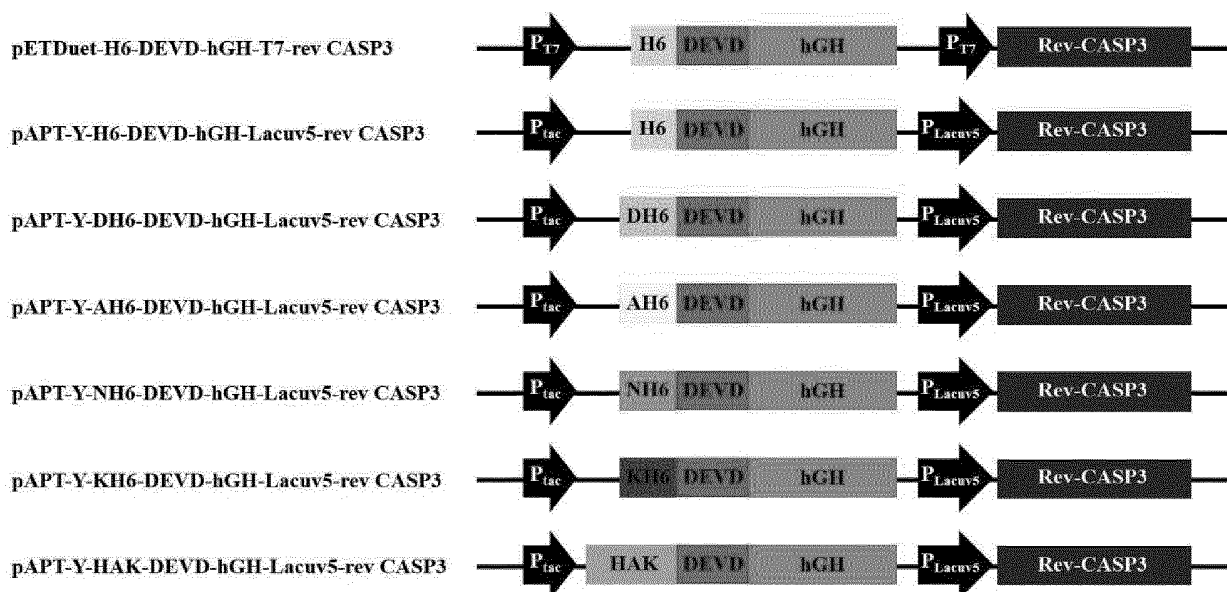 pETDuet-H6-DEVD-hGH-T7-rev CASP3 PT7 H6 DEVD hGH PT7 Rev-CASP3
pAPT-Y-H6-DEVD-hGH-Lacuv5-rev CASP3 Ptac H6 DEVD hGH PLacuv5 Rev-CASP3
pAPT-Y-DH6-DEVD-hGH-Lacuv5-rev CASP3 Ptac DH6 DEVD hGH PLacuv5 Rev-CASP3
pAPT-Y-AH6-DEVD-hGH-Lacuv5-rev CASP3 Ptac AH6 DEVD hGH PLacuv5 Rev-CASP3
pAPT-Y-NH6-DEVD-hGH-Lacuv5-rev CASP3 Ptac NH6 DEVD hGH PLacuv5 Rev-CASP3
pAPT-Y-KH6-DEVD-hGH-Lacuv5-rev CASP3 Ptac KH6 DEVD hGH PLacuv5 Rev-CASP3
pAPT-Y-HAK-DEVD-hGH-Lacuv5-rev CASP3 Ptac HAK DEVD hGH PLacuv5 Rev-CASP3